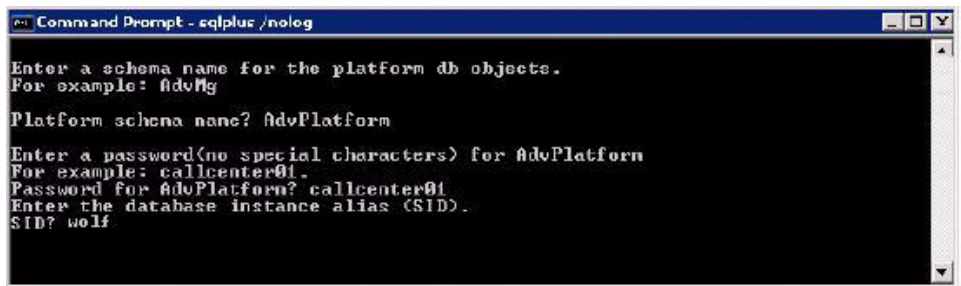 Command Prompt - sqlplus /nolog
Enter a schema name for the platform db objects.
For example: AdvMg
Platform schema name? AdvPlatform
Enter a password(no special characters) for AdvPlatform
For example: callcenter01.
Password for AdvPlatform? callcenter01
Enter the database instance alias (SID).
SID? wolf